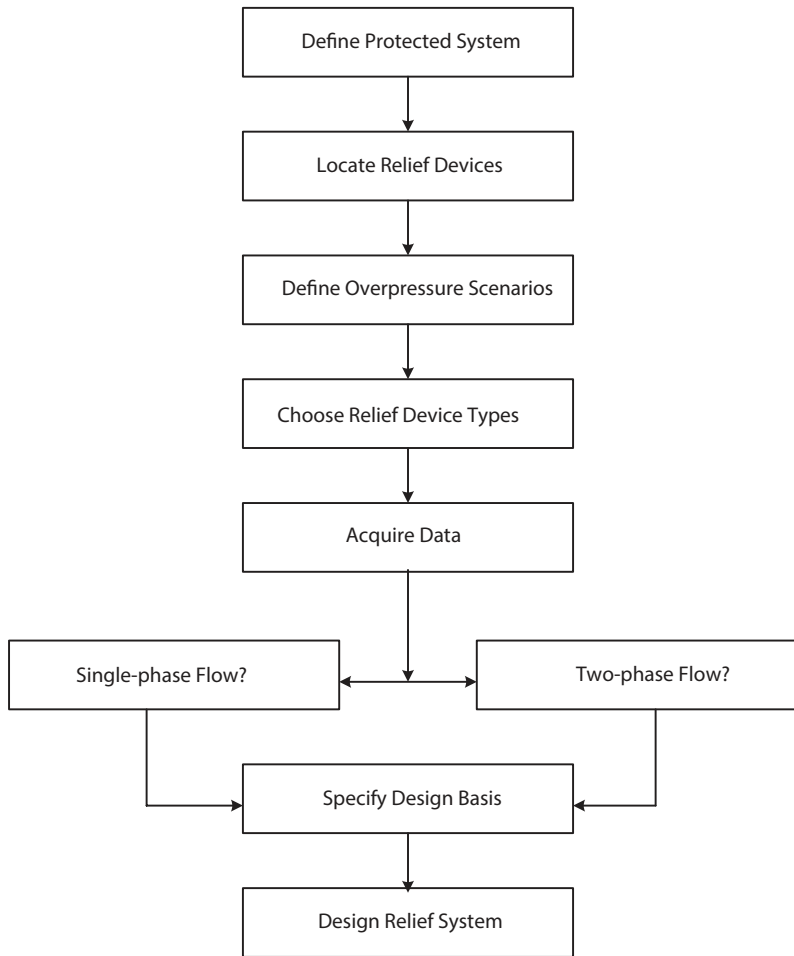 Define Protected System
Locate Relief Devices
Define Overpressure Scenarios
Choose Relief Device Types
Acquire Data
Single-phase Flow?
Two-phase Flow?
Specify Design Basis
Design Relief System